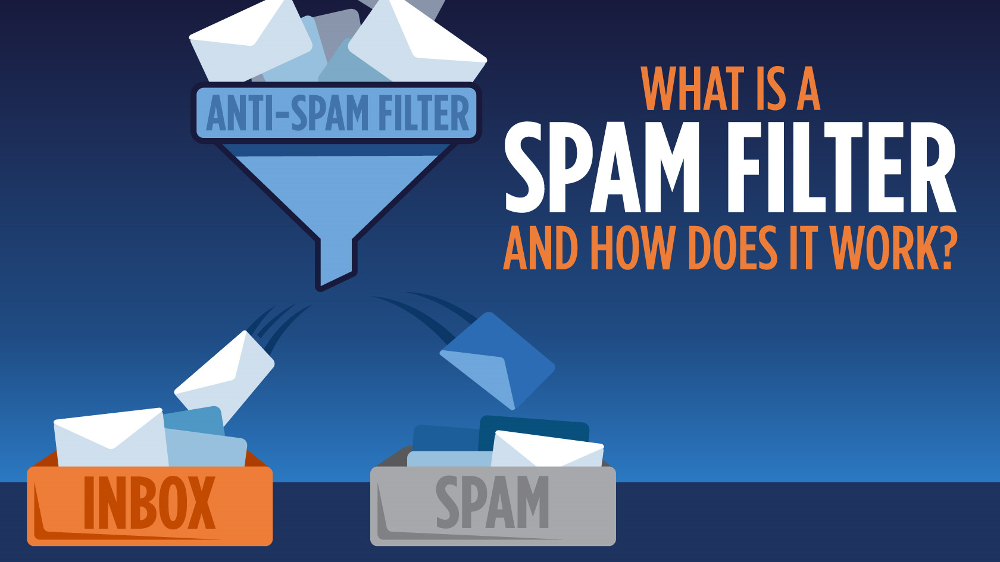 ANTI-SPAM FILTER
WHAT IS A
SPAM FILTER
AND HOW DOES IT WORK?
INBOX
SPAM